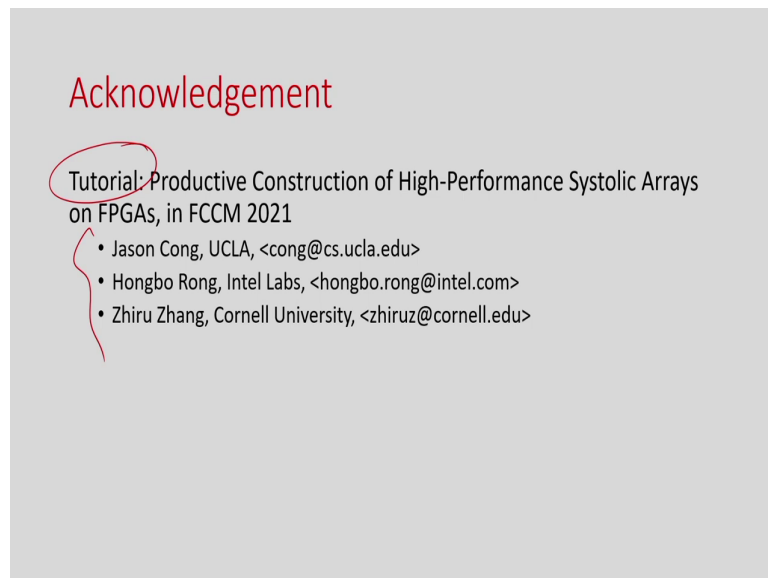 Acknowledgement
Tutorial: Productive Construction of High-Performance Systolic Arrays
on FPGAs, in FCCM 2021
• Jason Cong, UCLA, <cong@cs.ucla.edu>
• Hongbo Rong, Intel Labs, <hongbo.rong@intel.com>
• Zhiru Zhang, Cornell University, <zhiruz@cornell.edu>